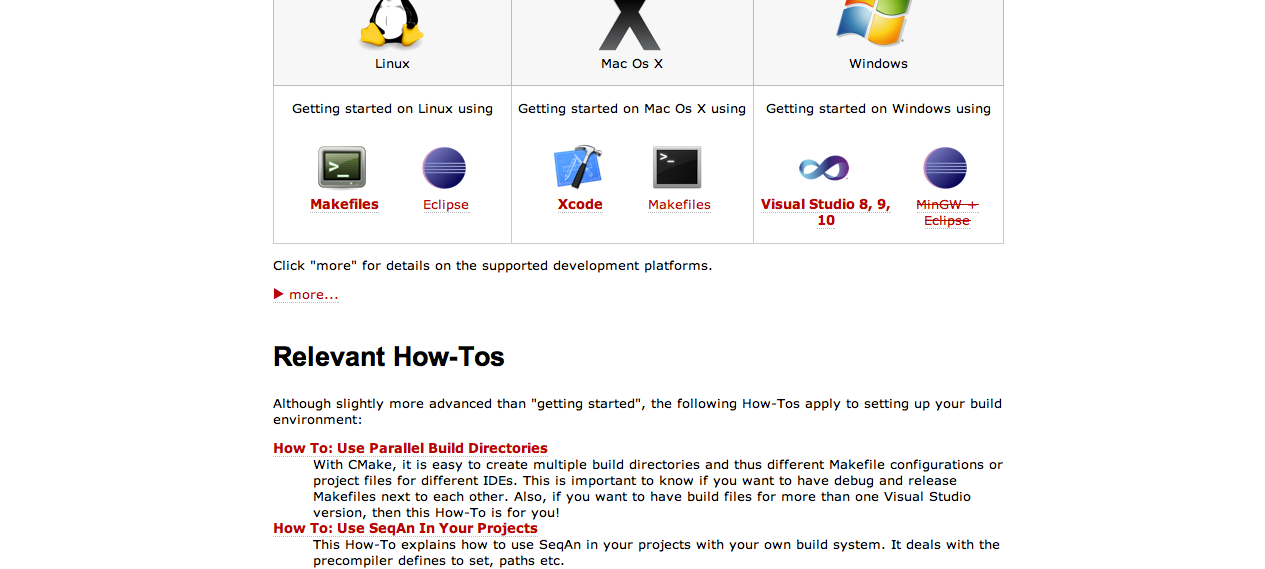 Linux
Mac Os X
Windows
Getting started on Linux using
Getting started on Mac Os X using
Getting started on Windows using
Makefiles
Eclipse
Xcode
Makefiles
Visual Studio 8, 9,
10
MinGW +
Eclipse
Click "more" for details on the supported development platforms.
more...
Relevant How-Tos
Although slightly more advanced than "getting started", the following How-Tos apply to setting up your build
environment:
How To: Use Parallel Build Directories
With CMake, it is easy to create multiple build directories and thus different Makefile configurations or
project files for different IDEs. This is important to know if you want to have debug and release
Makefiles next to each other. Also, if you want to have build files for more than one Visual Studio
version, then this How-To is for you!
How To: Use SeqAn In Your Projects
This How-To explains how to use SeqAn in your projects with your own build system. It deals with the
precompiler defines to set, paths etc.